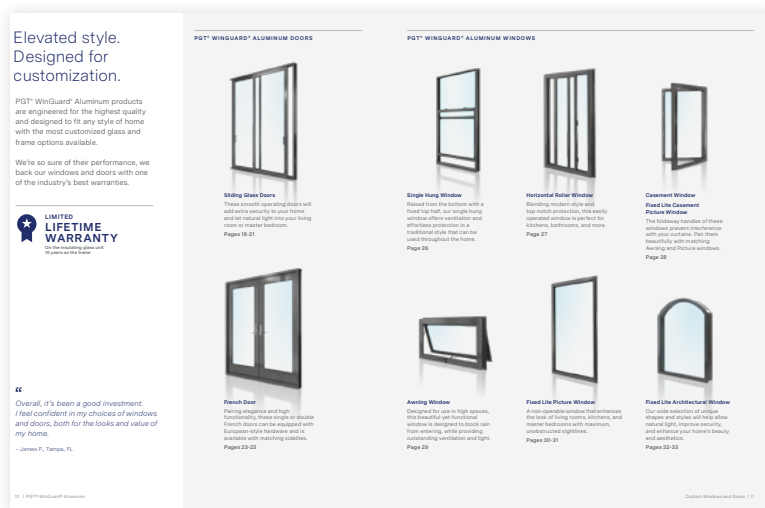 Elevated style.
Designed for
customization.
PGT® WinGuard® Aluminum products
are engineered for the highest quality
and designed to fit any style of home
with the most customized glass and
frame options available.
We're so sure of their performance, we
back our windows and doors with one
of the industry's best warranties.
LIMITED
LIFETIME
WARRANTY
On the insulating glass unit
10 years on the frame
“
Overall, it's been a good investment.
I feel confident in my choices of windows
and doors, both for the looks and value of
my home.
– James P., Tampa, FL
10 | PGT® WinGuard® Aluminum
PGT® WINGUARD® ALUMINUM DOORS
Sliding Glass Doors
These smooth operating doors will
add extra security to your home
and let natural light into your living
room or master bedroom.
Pages 18-21
French Door
Pairing elegance and high
functionality, these single or double
French doors can be equipped with
European-style hardware and is
available with matching sidelites.
Pages 22-23
PGT® WINGUARD® ALUMINUM WINDOWS
Single Hung Window
Raised from the bottom with a
fixed top half, our single hung
window offers ventilation and
effortless protection in a
traditional style that can be
used throughout the home.
Page 26
Horizontal Roller Window
Blending modern style and
top-notch protection, this easily
operated window is perfect for
kitchens, bathrooms, and more.
Page 27
Casement Window
Fixed Lite Casement
Picture Window
The foldaway handles of these
windows prevent interference
with your curtains. Pair them
beautifully with matching
Awning and Picture windows.
Page 28
Awning Window
Designed for use in high spaces,
this beautiful-yet-functional
window is designed to block rain
from entering, while providing
outstanding ventilation and light.
Page 29
Fixed Lite Picture Window
A non-operable window that enhances
the look of living rooms, kitchens, and
master bedrooms with maximum,
unobstructed sightlines.
Pages 30-31
Fixed Lite Architectural Window
Our wide selection of unique
shapes and styles will help allow
natural light, improve security,
and enhance your home's beauty
and aesthetics.
Pages 32-33
Custom Windows and Doors | 11